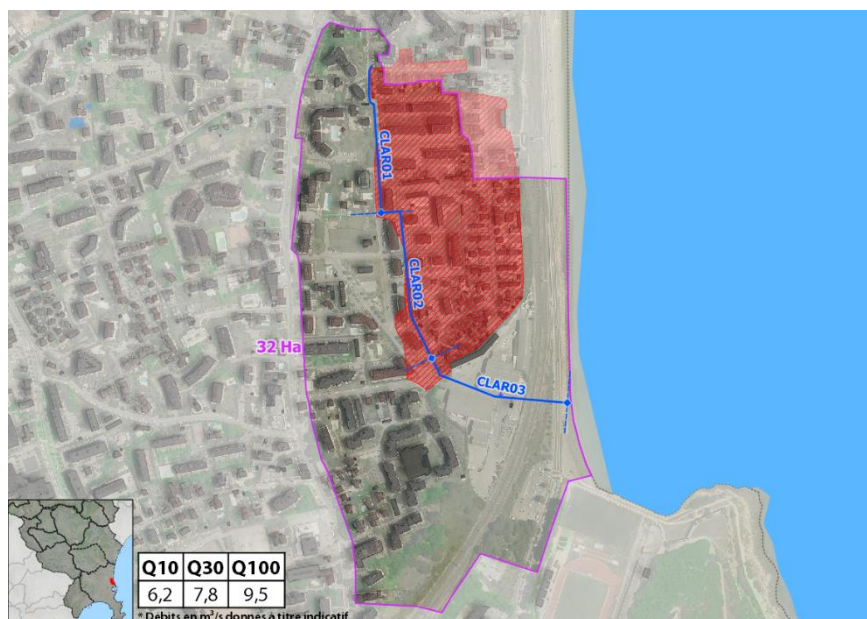 CLAR01
CLAR02
32 Ha
CLAR03
Q10 Q30 Q100
6,2 7,8 9,5
* Débits en m³/s donnés à titre indicatif